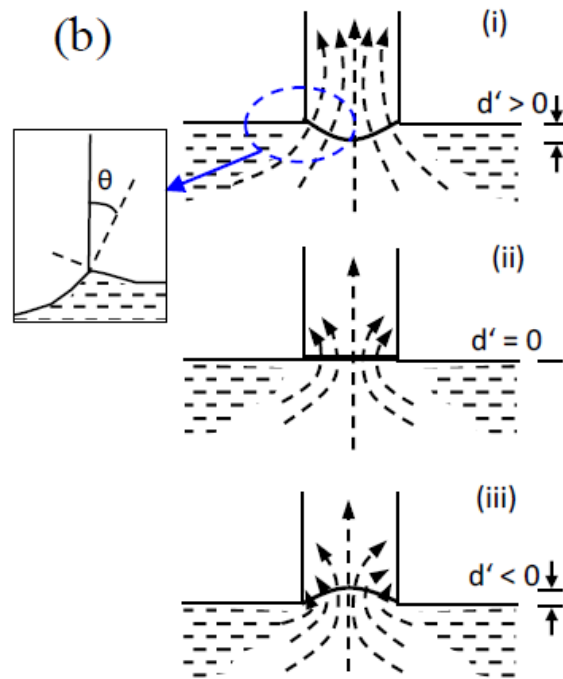 (b)
(i)
d‘ > 0
θ
(ii)
d‘ = 0
(iii)
d‘ < 0